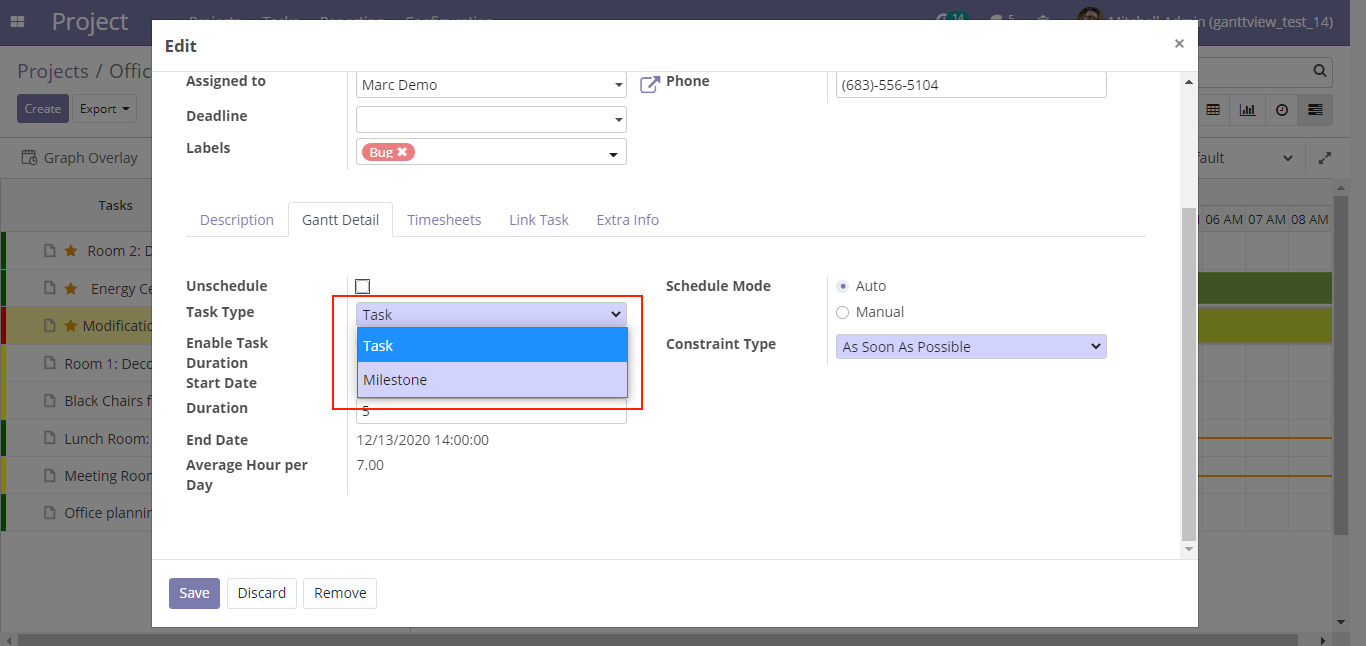 Project Projects Tasks Reporting Configuration 14 5 Mitchell Admin (ganttview_test_14)
Edit ×
Projects / Offic
Assigned to Marc Demo Phone (683)-556-5104
Create Export
Deadline
Labels Bug ✖
Graph Overlay fault
Tasks 06 AM 07 AM 08 AM
Description Gantt Detail Timesheets Link Task Extra Info
Room 2: D
Energy Ce
Modificatio
Room 1: Deco
Black Chairs f
Lunch Room:
Meeting Roor
Office plannir
Unschedule
Task Type Task
Task
Milestone
Enable Task
Duration
Start Date
Duration 5
End Date 12/13/2020 14:00:00
Average Hour per
Day 7.00
Schedule Mode Auto
Manual
Constraint Type As Soon As Possible
Save Discard Remove